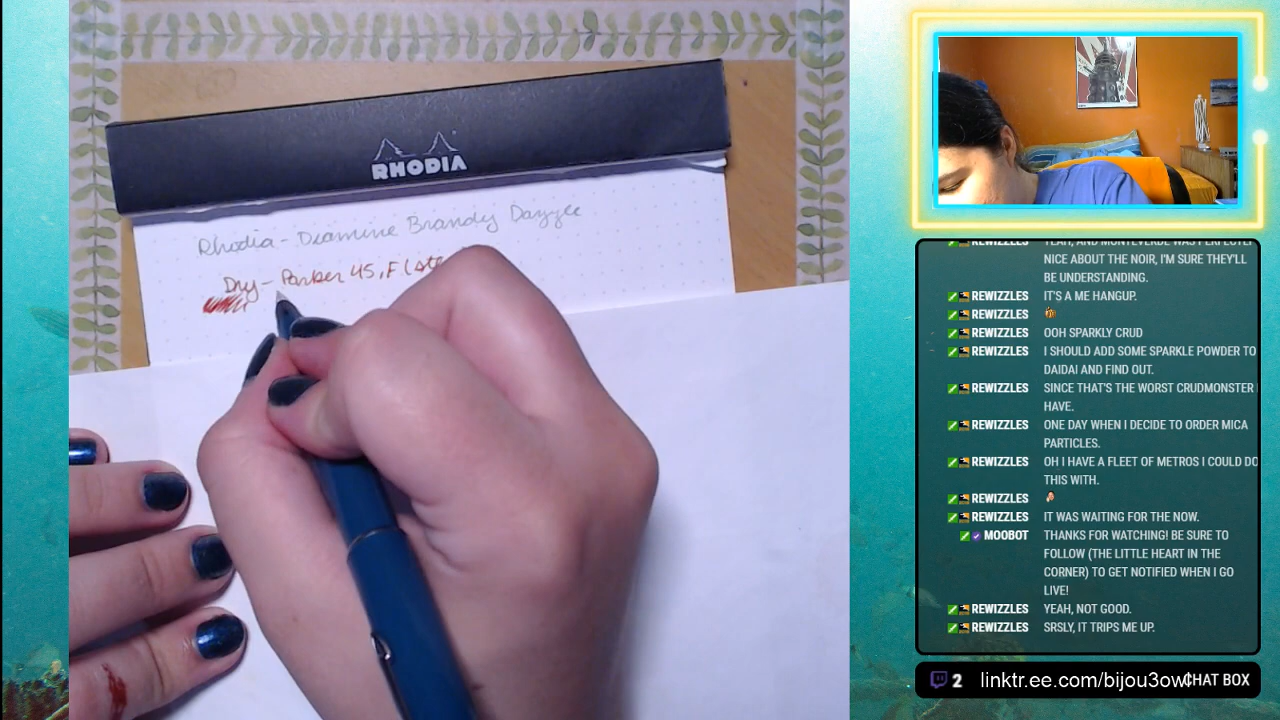 RHODIA
Rhodia - Diamine Brandy Dazzle
Dry - Parker 45, F (ste
REWIZZLES YEAH, AND MONTEVERDE WAS PERFECTLY
NICE ABOUT THE NOIR, I'M SURE THEY'LL
BE UNDERSTANDING.
REWIZZLES IT'S A ME HANGUP.
REWIZZLES
REWIZZLES OOH SPARKLY CRUD
REWIZZLES I SHOULD ADD SOME SPARKLE POWDER TO
DAIDAI AND FIND OUT.
REWIZZLES SINCE THAT'S THE WORST CRUDMONSTER I
HAVE.
REWIZZLES ONE DAY WHEN I DECIDE TO ORDER MICA
PARTICLES.
REWIZZLES OH I HAVE A FLEET OF METROS I COULD DO
THIS WITH.
REWIZZLES
REWIZZLES IT WAS WAITING FOR THE NOW.
MOOBOT THANKS FOR WATCHING! BE SURE TO
FOLLOW (THE LITTLE HEART IN THE
CORNER) TO GET NOTIFIED WHEN I GO
LIVE!
REWIZZLES YEAH, NOT GOOD.
REWIZZLES SRSLY, IT TRIPS ME UP.
2 linktr.ee.com/bijou3owl CHAT BOX